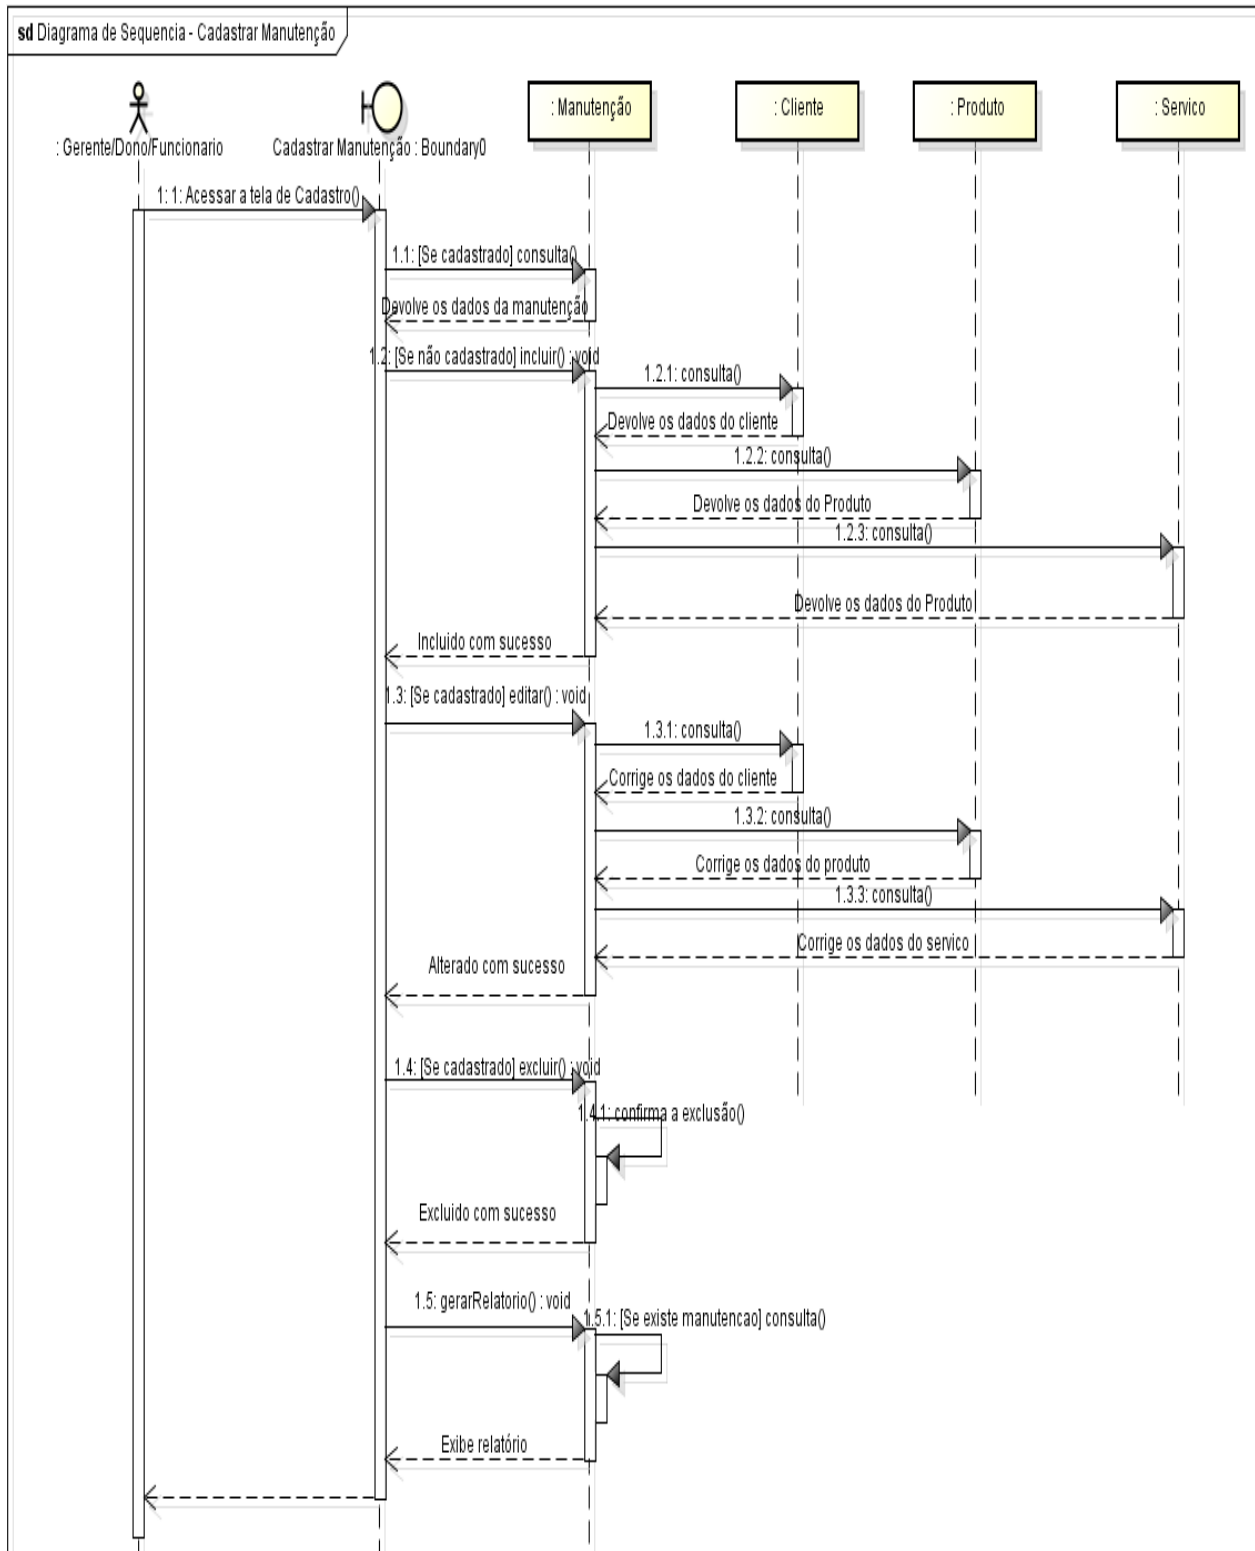 sd Diagrama de Sequencia - Cadastrar Manutenção
: Gerente/Dono/Funcionario
Cadastrar Manutenção : Boundary0
: Manutenção
: Cliente
: Produto
: Servico
1: 1: Acessar a tela de Cadastro()
1.1: [Se cadastrado] consulta()
Devolve os dados da manutenção
1.2: [Se não cadastrado] incluir() : void
1.2.1: consulta()
Devolve os dados do cliente
1.2.2: consulta()
Devolve os dados do Produto
1.2.3: consulta()
Devolve os dados do Produto
Incluido com sucesso
1.3: [Se cadastrado] editar() : void
1.3.1: consulta()
Corrige os dados do cliente
1.3.2: consulta()
Corrige os dados do produto
1.3.3: consulta()
Corrige os dados do servico
Alterado com sucesso
1.4: [Se cadastrado] excluir() : void
1.4.1: confirma a exclusão()
Excluido com sucesso
1.5: gerarRelatorio() : void
1.5.1: [Se existe manutencao] consulta()
Exibe relatório